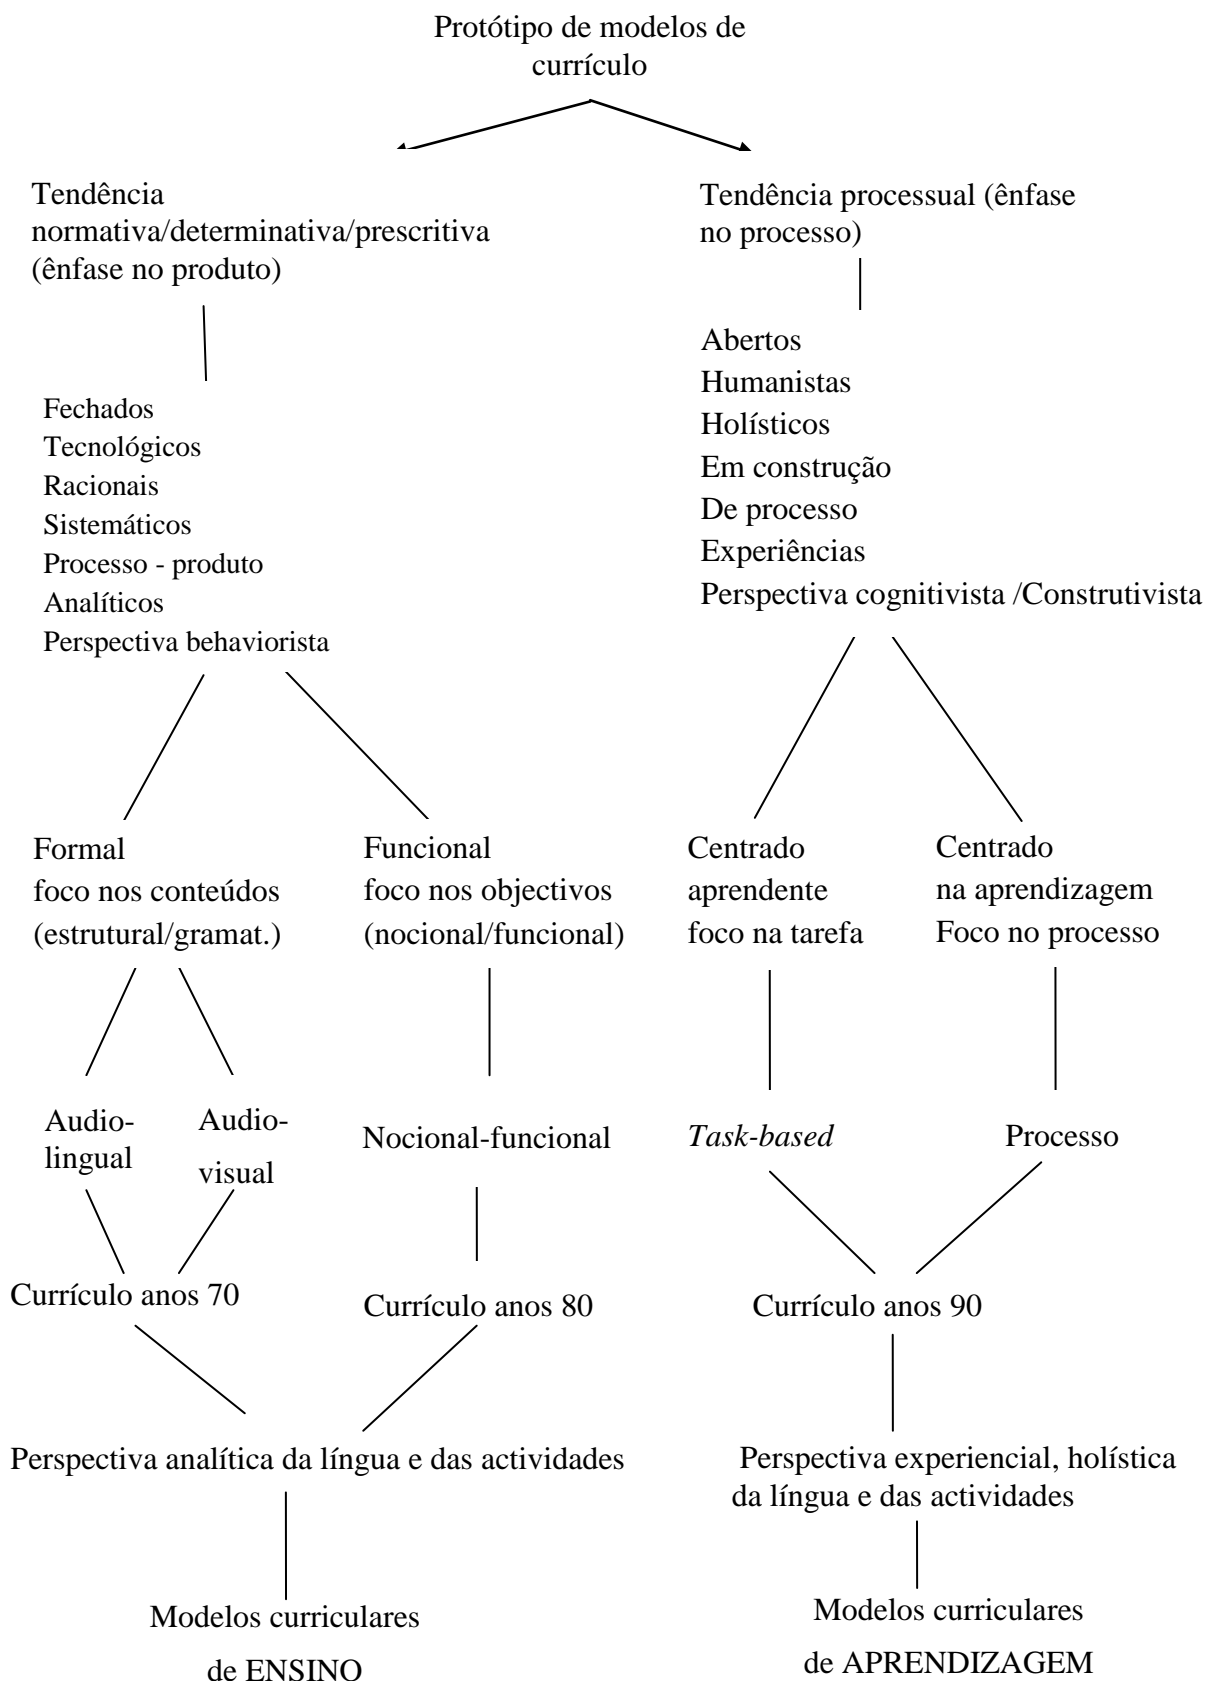 Protótipo de modelos de
currículo
Tendência
normativa/determinativa/prescritiva
(ênfase no produto)
Tendência processual (ênfase
no processo)
Fechados
Tecnológicos
Racionais
Sistemáticos
Processo - produto
Analíticos
Perspectiva behaviorista
Abertos
Humanistas
Holísticos
Em construção
De processo
Experiências
Perspectiva cognitivista /Construtivista
Formal
foco nos conteúdos
(estrutural/gramat.)
Funcional
foco nos objectivos
(nocional/funcional)
Centrado
aprendente
foco na tarefa
Centrado
na aprendizagem
Foco no processo
Audio-
lingual
Audio-
visual
Nocional-funcional
Task-based
Processo
Currículo anos 70
Currículo anos 80
Currículo anos 90
Perspectiva analítica da língua e das actividades
Perspectiva experiencial, holística
da língua e das actividades
Modelos curriculares
de ENSINO
Modelos curriculares
de APRENDIZAGEM